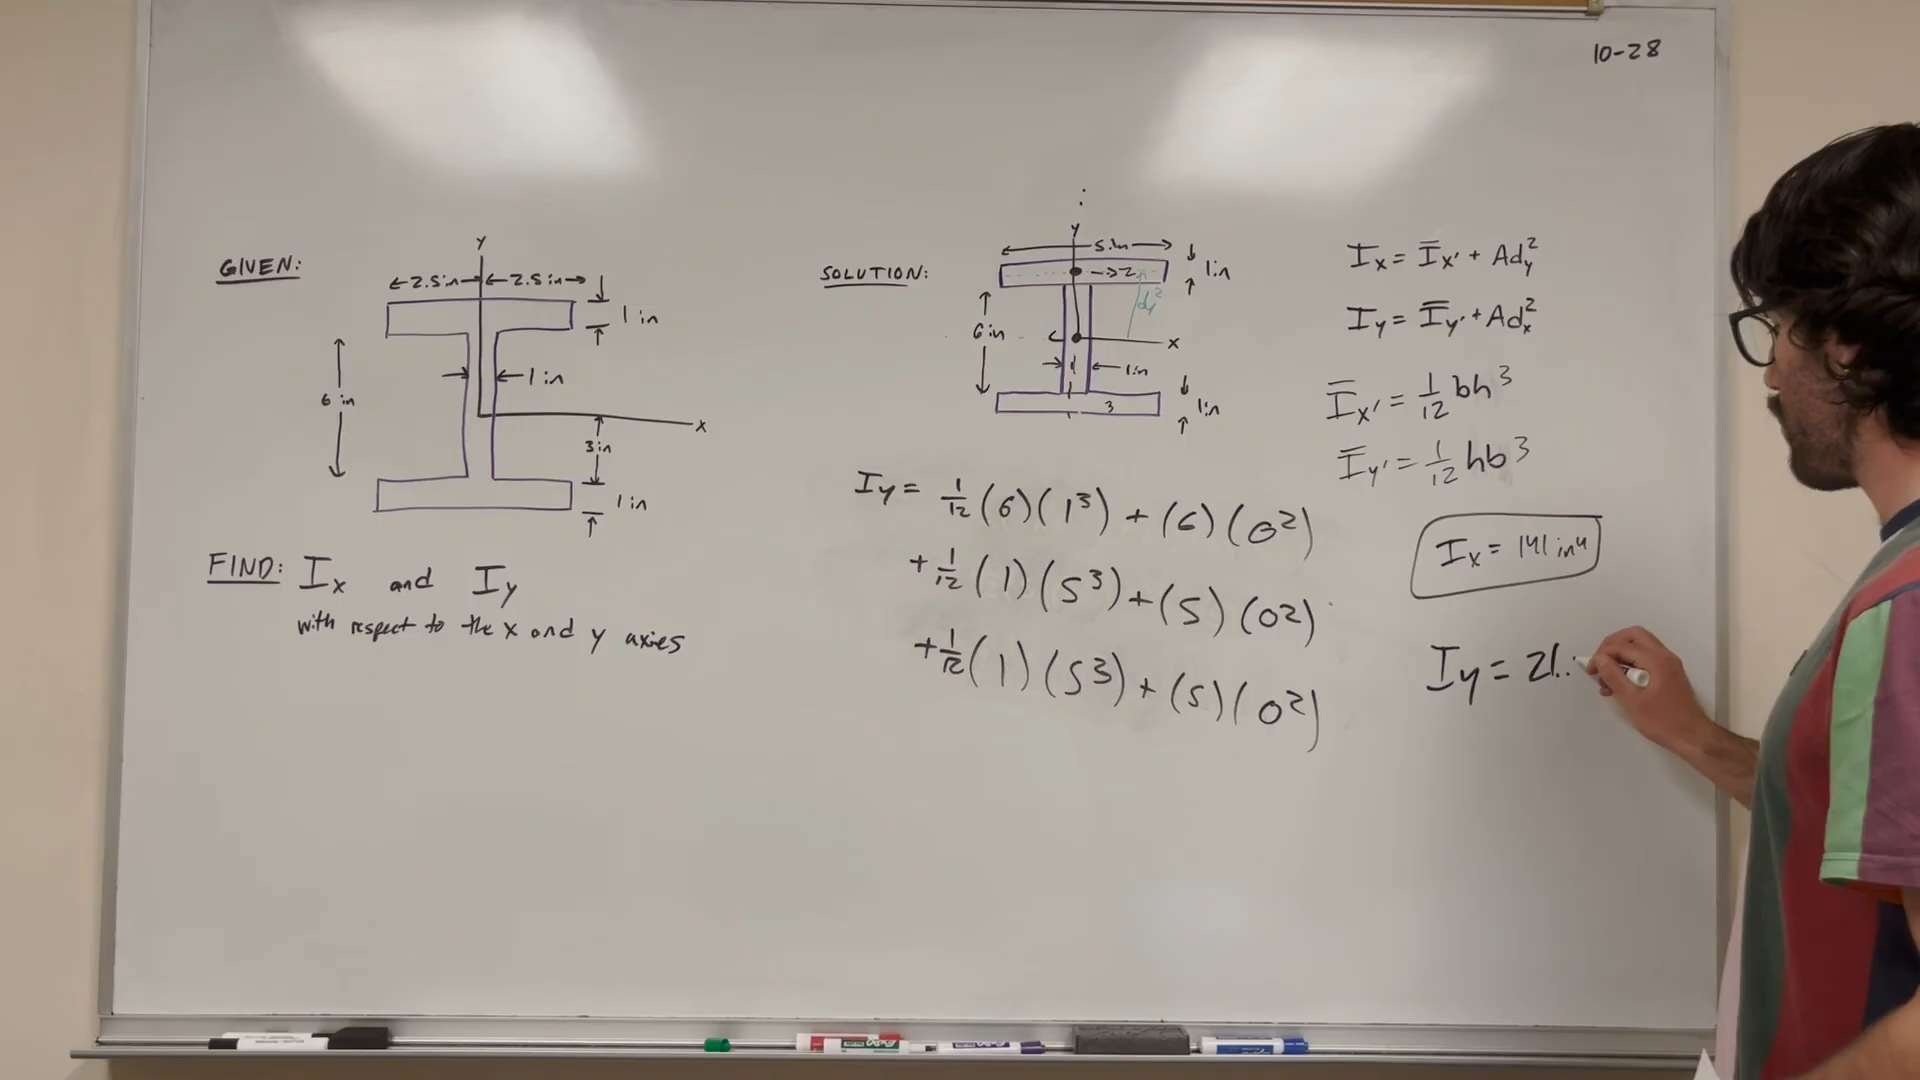 10-28
GIVEN:
y
2.5 in 2.5 in
1 in
1 in
6 in
x
3 in
1 in
FIND: Ix and Iy
with respect to the x and y axies
SOLUTION:
y
5 in
2
1 in
dy²
6 in
x
1
1 in
3
1 in
Ix = Īx' + Ady²
Iy = Īy' + Adx²
Īx' = 1/12 bh³
Īy' = 1/12 hb³
Iy = 1/12 (6)(1³) + (6)(0²)
+ 1/12 (1)(5³) + (5)(0²)
+ 1/12 (1)(5³) + (5)(0²)
Ix = 141 in⁴
Iy = 21.